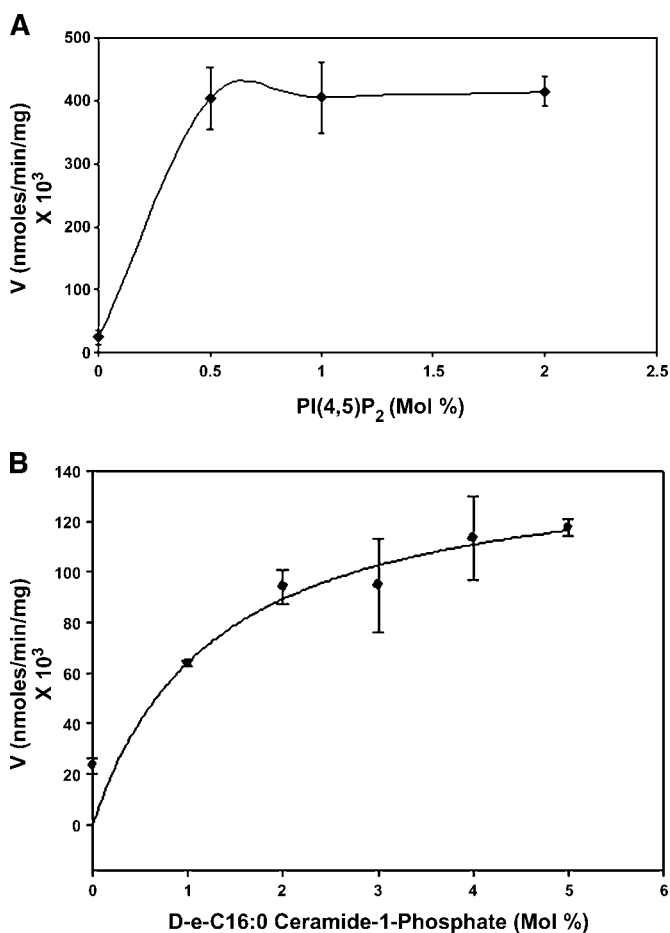 A
V (nmoles/min/mg)
X 10³
500
400
300
200
100
0
0 0.5 1 1.5 2 2.5
PI(4,5)P₂ (Mol %)
B
V (nmoles/min/mg)
X 10³
140
120
100
80
60
40
20
0
0 1 2 3 4 5 6
D-e-C16:0 Ceramide-1-Phosphate (Mol %)